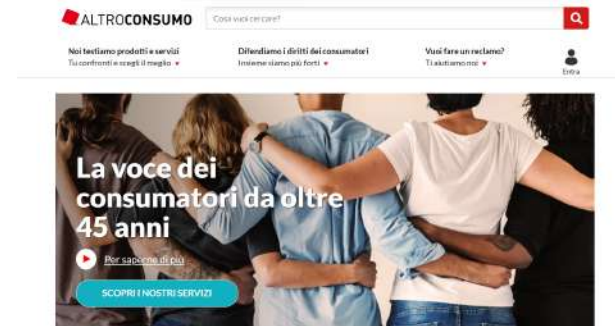 ALTROCONSUMO
Cosa vuoi cercare?
Noi testiamo prodotti e servizi
Tu confronti e scegli il meglio
Difendiamo i diritti dei consumatori
Insieme siamo più forti
Vuoi fare un reclamo?
Ti aiutiamo noi
Entra
La voce dei
consumatori da oltre
45 anni
Per saperne di più
SCOPRI I NOSTRI SERVIZI